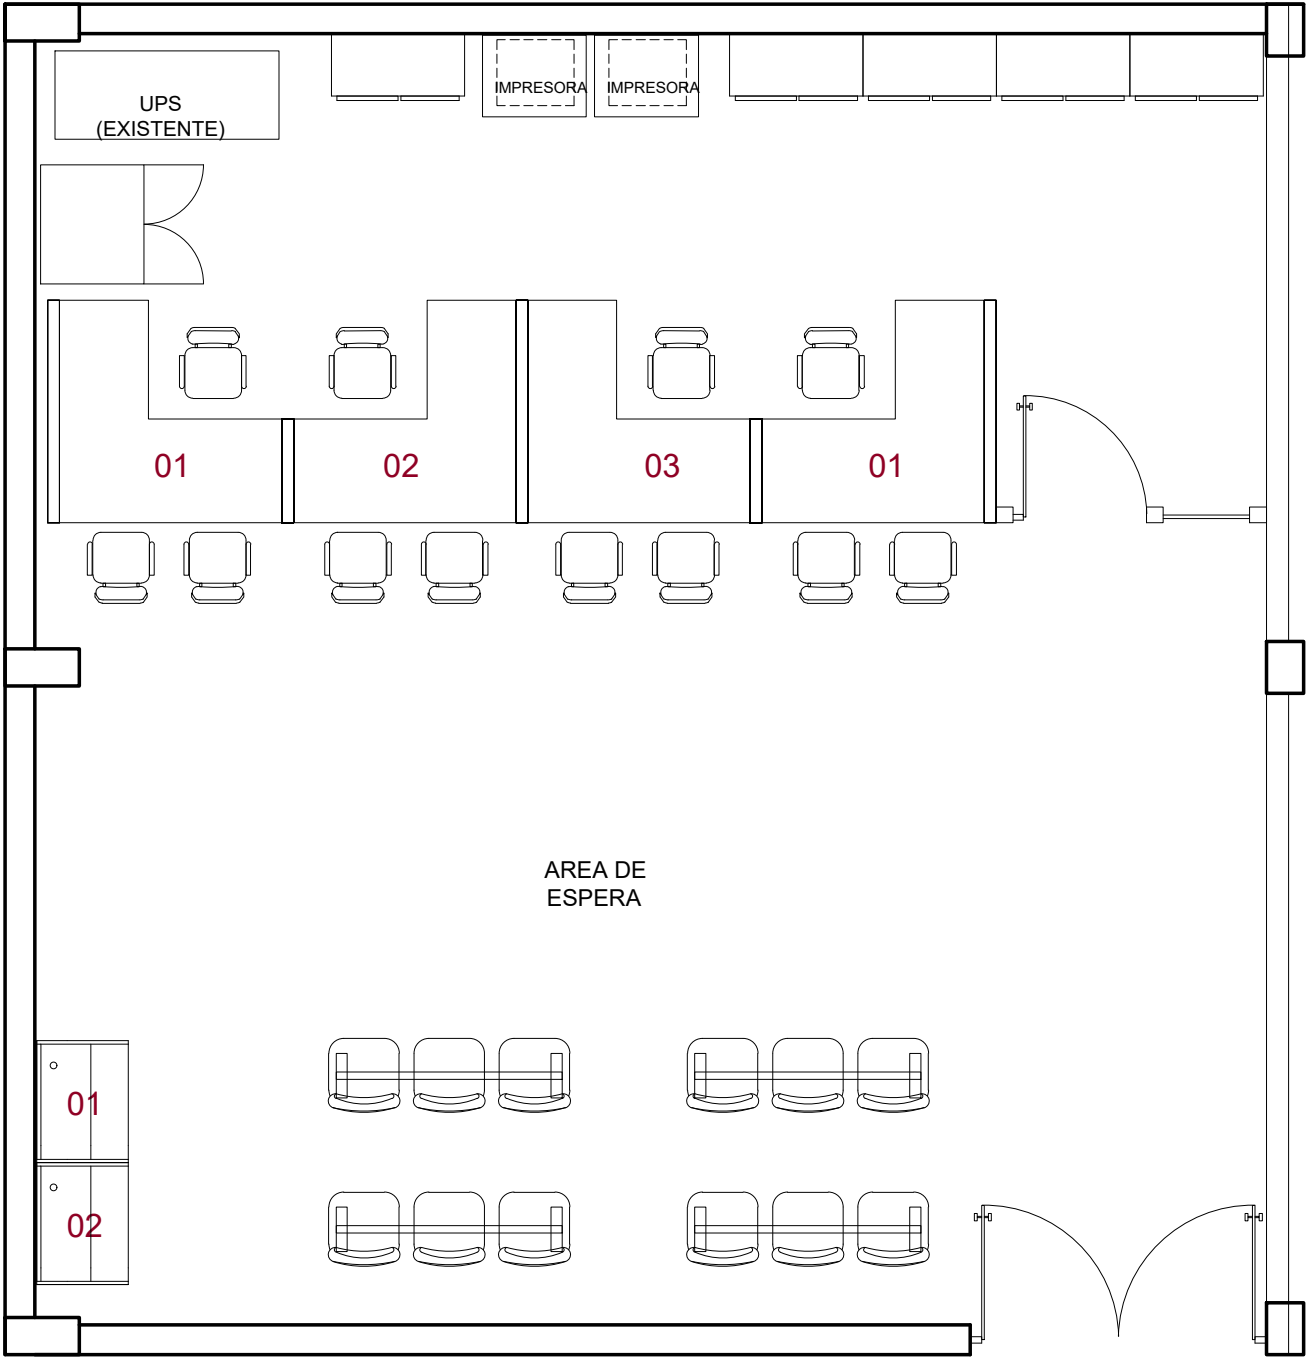 IMPRESORA
IMPRESORA
UPS
(EXISTENTE)
01
02
03
01
AREA DE
ESPERA
01
02